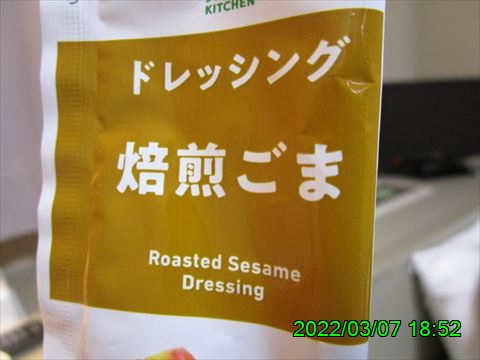 KITCHEN
ドレッシング
焙煎ごま
Roasted Sesame
Dressing
2022/03/07 18:52